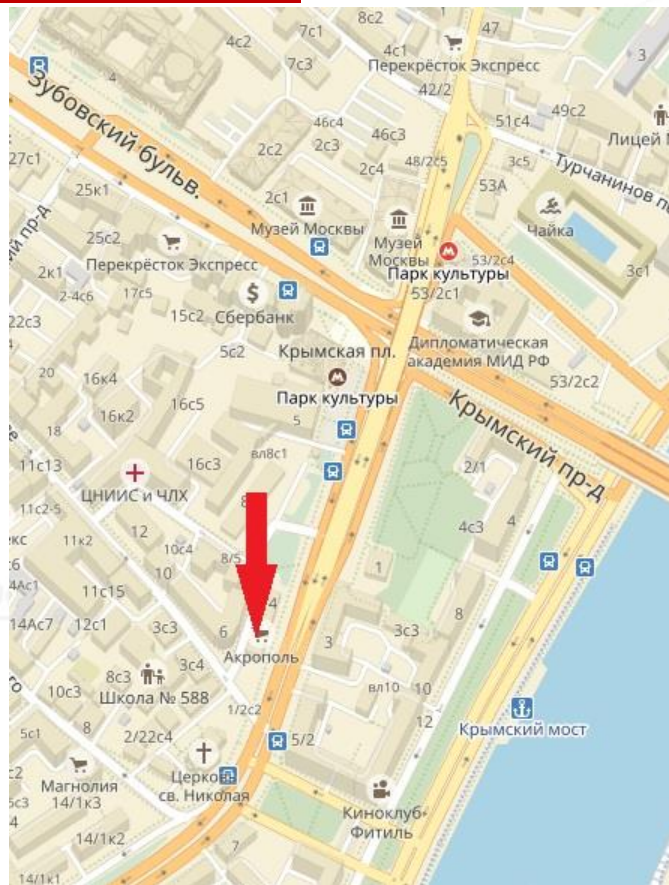 8с2
7с1
4с1
47
4с2
7с3
Перекрёсток Экспресс
42/2
3
4
Зубовский бульв.
46с4
46с3
51с4
49с2
Лицей
2с2
2с3
2с4
48/2с5
3с5
Турчанинов
27с1
25к1
2с1
53А
Музей Москвы
Музей
Москвы
Чайка
25с2
Перекрёсток Экспресс
Парк культуры
53/2с4
53/2с1
3с1
пр-д
2к1
2-4с6
17с5
15с2
Сбербанк
22с3
5с2
Крымская пл.
Дипломатическая
академия МИД РФ
20
16к4
16с5
Парк культуры
53/2с2
16к2
5
Крымский пр-д
18
11с13
16с3
вл8с1
2/1
ЦНИИС и ЧЛХ
11с2-5
12
4с3
4
11к2
10с4
8/5
4Ас1
10
1
11с15
8
14Ас7
12с1
3с3
6
3с3
Акрополь
3
3с4
8с3
Школа № 588
10с3
вл10
10
1/2с2
12
Крымский мост
5с1
8
2/22с4
5/2
Магнолия
14/1к3
Церковь
св. Николая
Киноклуб
Фитиль
14/1к2
7
14/1к1